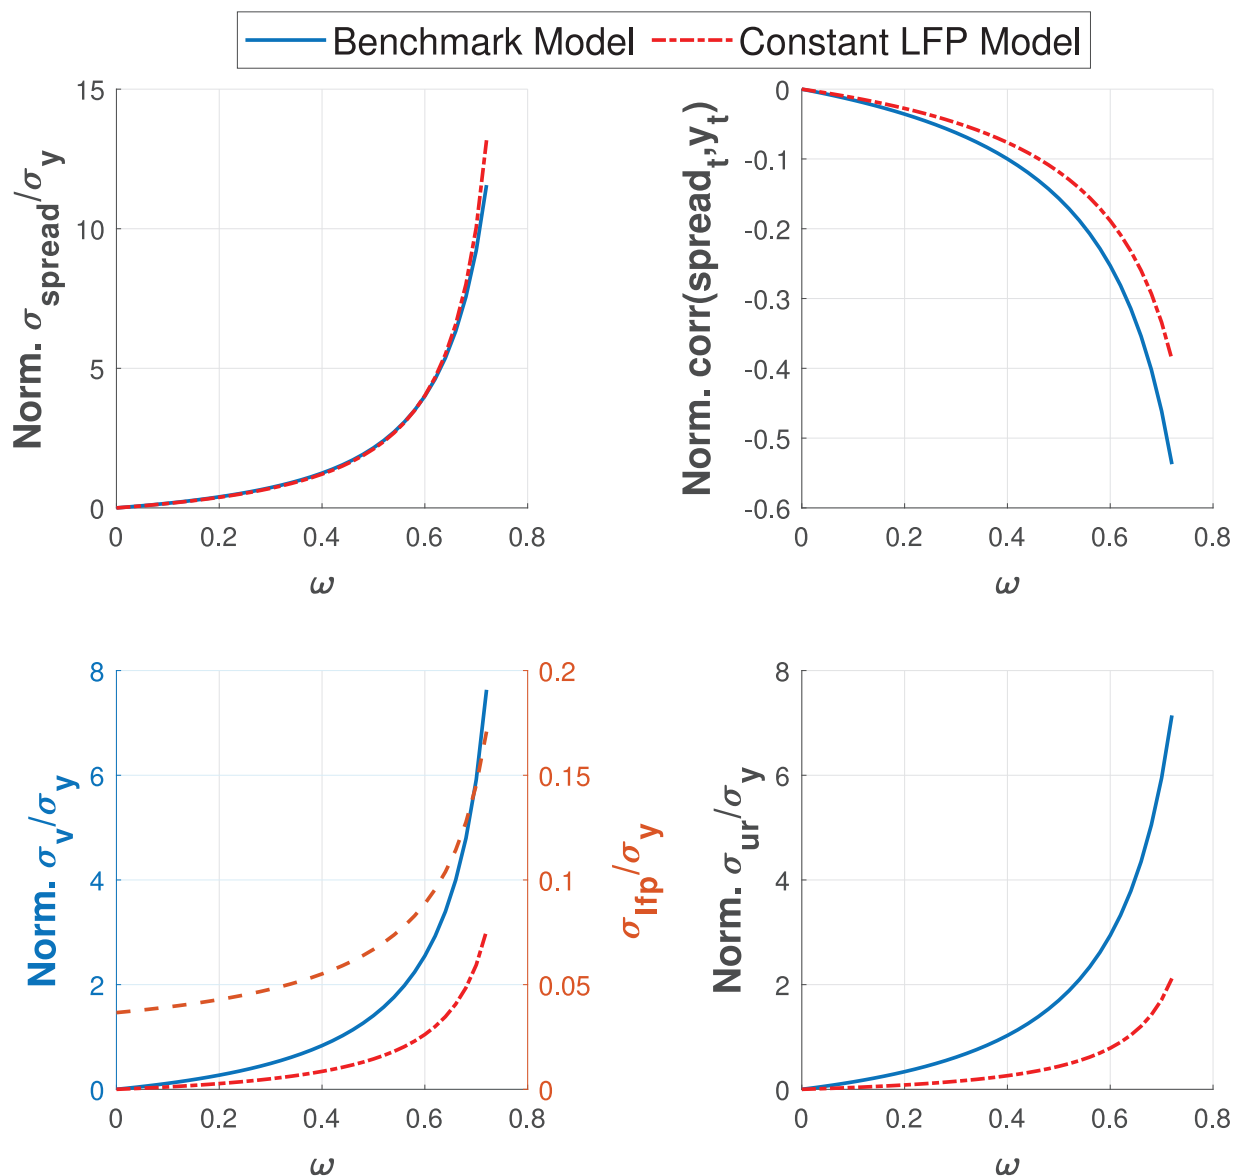 Benchmark Model Constant LFP Model
Norm. σspread/σy
15
10
5
0
0 0.2 0.4 0.6 0.8
ω
Norm. corr(spreadt,yt)
0
-0.1
-0.2
-0.3
-0.4
-0.5
-0.6
0 0.2 0.4 0.6 0.8
ω
Norm. σv/σy
8
6
4
2
0
0 0.2 0.4 0.6 0.8
ω
0.2
0.15
0.1
0.05
0
σlfp/σy
Norm. σur/σy
8
6
4
2
0
0 0.2 0.4 0.6 0.8
ω